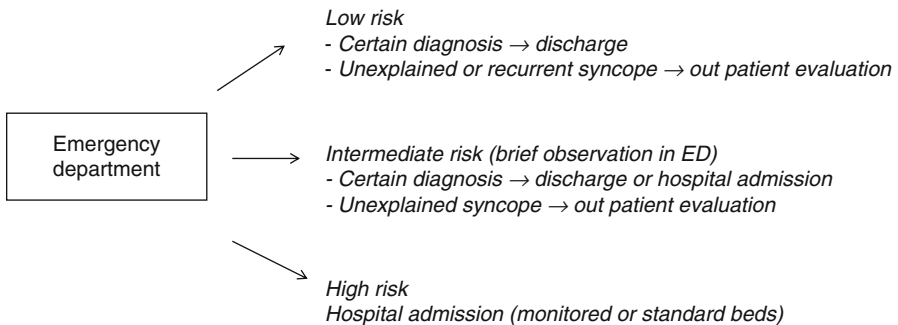 Emergency
department
Low risk
- Certain diagnosis → discharge
- Unexplained or recurrent syncope → out patient evaluation
Intermediate risk (brief observation in ED)
- Certain diagnosis → discharge or hospital admission
- Unexplained syncope → out patient evaluation
High risk
Hospital admission (monitored or standard beds)